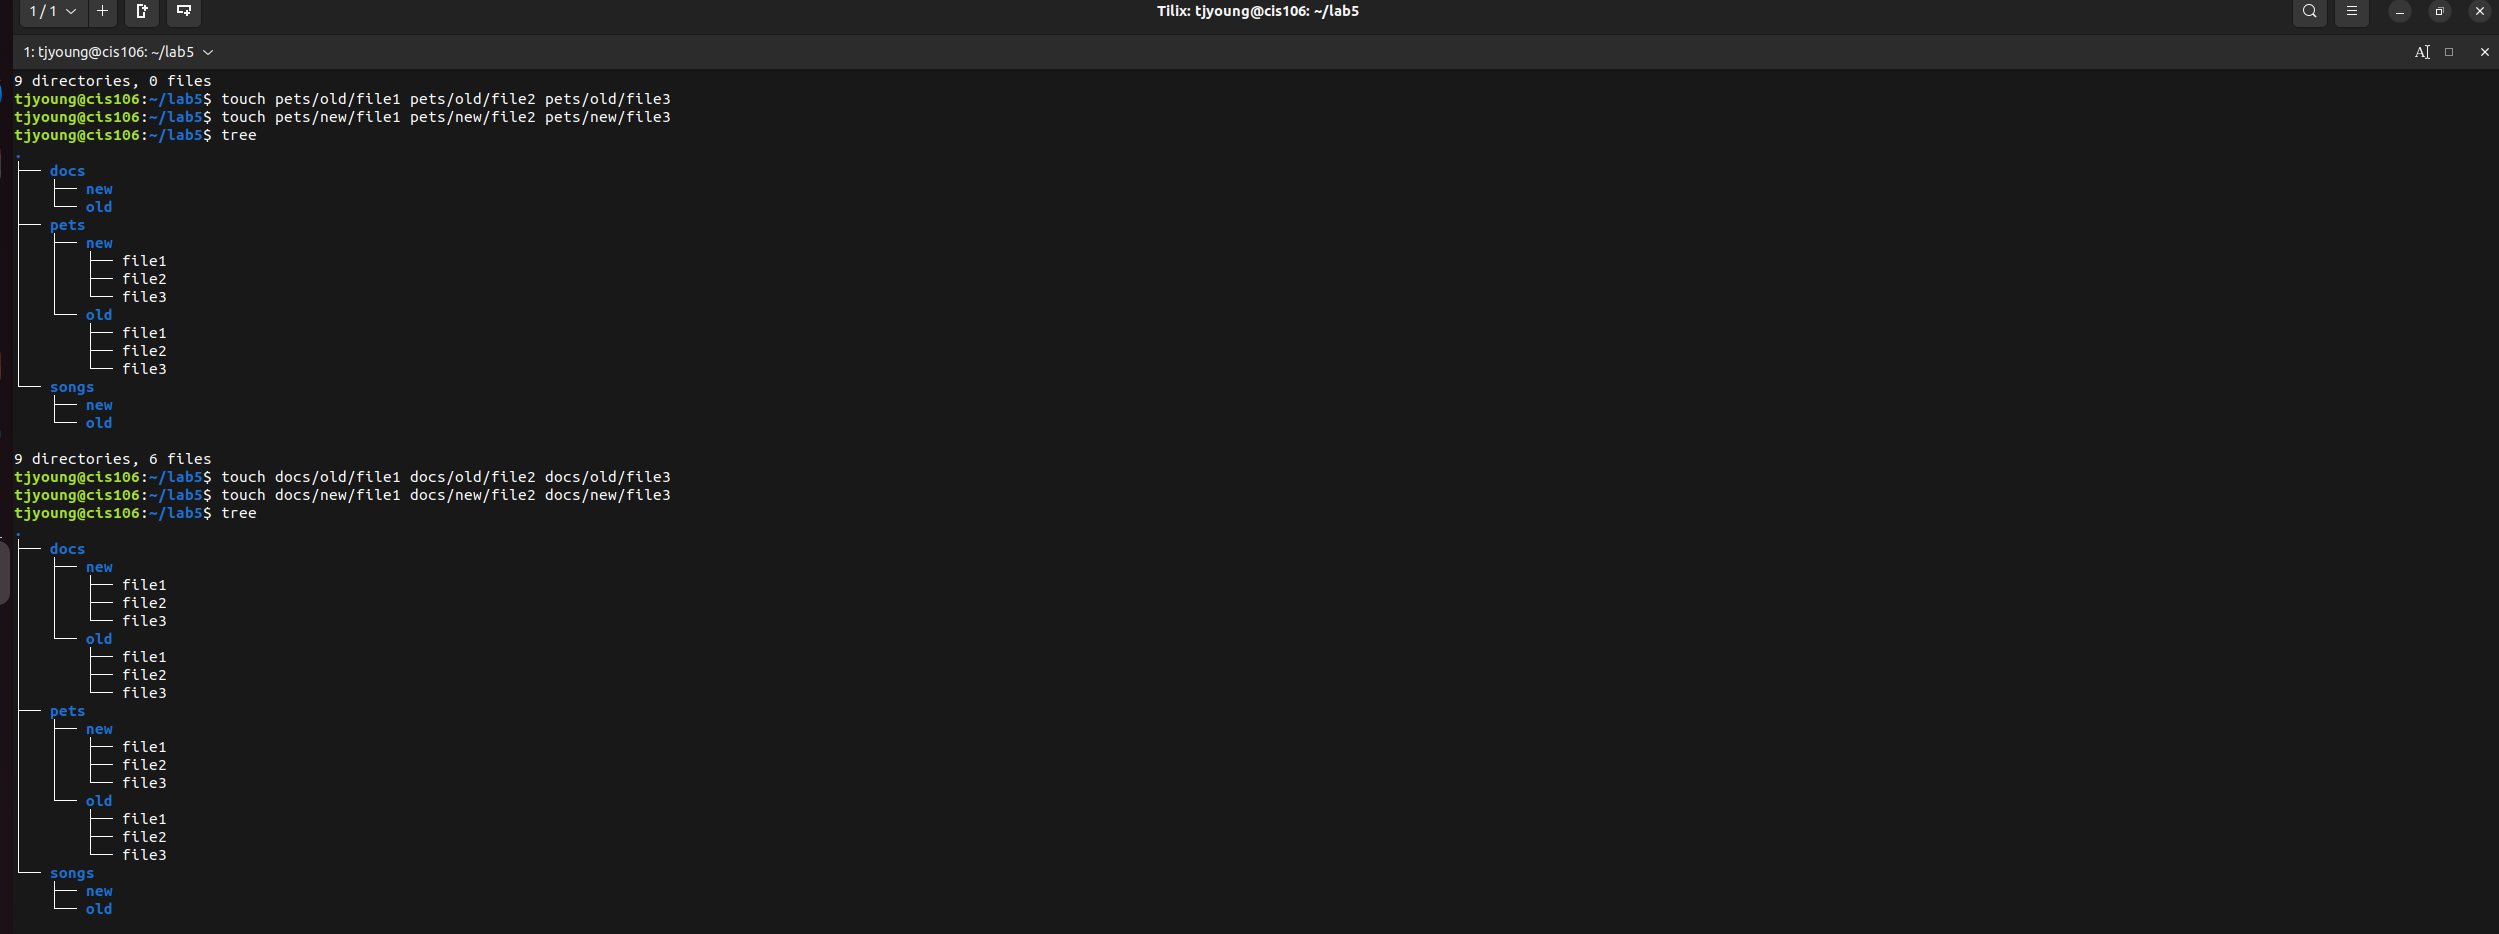 1 / 1
Tilix: tjyoung@cis106: ~/lab5
1: tjyoung@cis106: ~/lab5
9 directories, 0 files
tjyoung@cis106:~/lab5$ touch pets/old/file1 pets/old/file2 pets/old/file3
tjyoung@cis106:~/lab5$ touch pets/new/file1 pets/new/file2 pets/new/file3
tjyoung@cis106:~/lab5$ tree
.
├── docs
│   ├── new
│   └── old
├── pets
│   ├── new
│   │   ├── file1
│   │   ├── file2
│   │   └── file3
│   └── old
│       ├── file1
│       ├── file2
│       └── file3
└── songs
    ├── new
    └── old
9 directories, 6 files
tjyoung@cis106:~/lab5$ touch docs/old/file1 docs/old/file2 docs/old/file3
tjyoung@cis106:~/lab5$ touch docs/new/file1 docs/new/file2 docs/new/file3
tjyoung@cis106:~/lab5$ tree
.
├── docs
│   ├── new
│   │   ├── file1
│   │   ├── file2
│   │   └── file3
│   └── old
│       ├── file1
│       ├── file2
│       └── file3
├── pets
│   ├── new
│   │   ├── file1
│   │   ├── file2
│   │   └── file3
│   └── old
│       ├── file1
│       ├── file2
│       └── file3
└── songs
    ├── new
    └── old